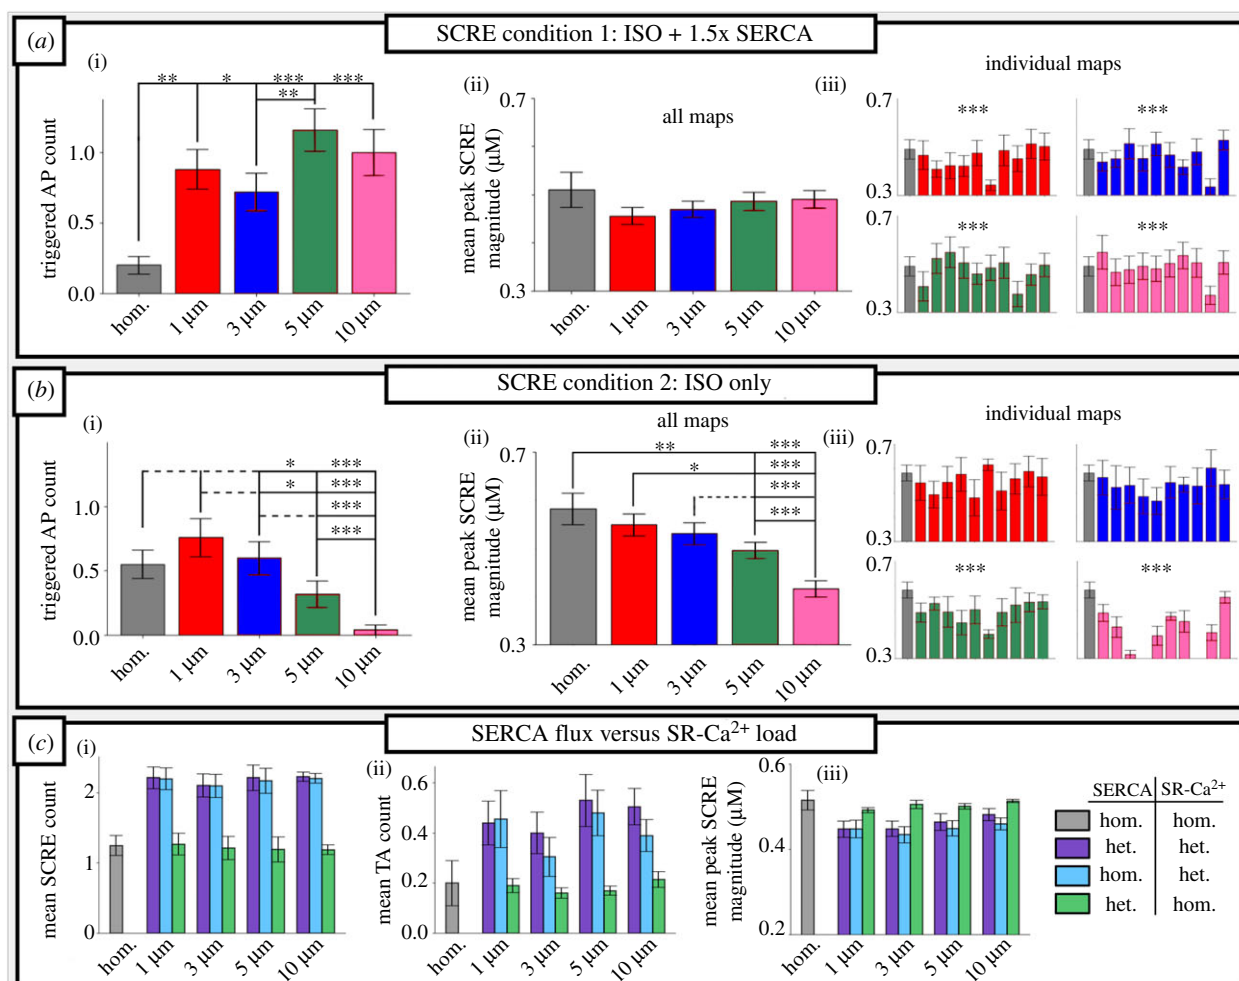 (a)
SCRE condition 1: ISO + 1.5x SERCA
(i)
** * *** ***
**
triggered AP count
1.0
0.5
0.0
hom. 1 µm 3 µm 5 µm 10 µm
(ii)
all maps
mean peak SCRE
magnitude (µM)
0.7
0.3
hom. 1 µm 3 µm 5 µm 10 µm
(iii)
individual maps
0.7
0.3
*** ***
0.7
0.3
*** ***
(b)
SCRE condition 2: ISO only
(i)
* ***
* ***
***
***
triggered AP count
1.0
0.5
0.0
hom. 1 µm 3 µm 5 µm 10 µm
(ii)
all maps
** ***
* ***
***
***
mean peak SCRE
magnitude (µM)
0.7
0.3
hom. 1 µm 3 µm 5 µm 10 µm
(iii)
individual maps
0.7
0.3
0.7
0.3
*** ***
(c)
SERCA flux versus SR-Ca²⁺ load
(i)
mean SCRE count
2
1
0
hom. 1 µm 3 µm 5 µm 10 µm
(ii)
mean TA count
0.6
0.4
0.2
0
hom. 1 µm 3 µm 5 µm 10 µm
(iii)
mean peak SCRE
magnitude (µM)
0.6
0.4
0.2
hom. 1 µm 3 µm 5 µm 10 µm
SERCA SR-Ca²⁺
hom. hom.
het. het.
hom. het.
het. hom.